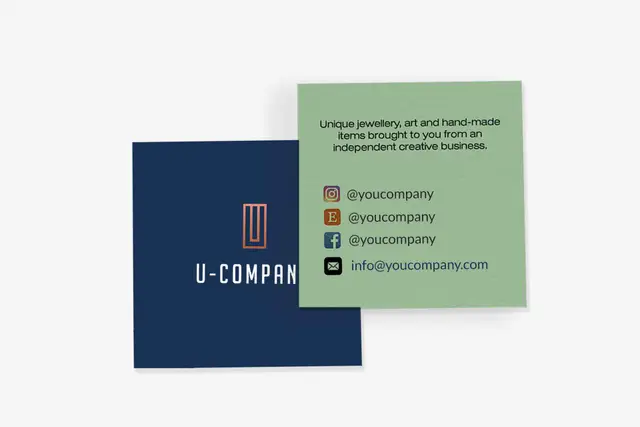 U-COMPAN
Unique jewellery, art and hand-made
items brought to you from an
independent creative business.
@youcompany
E @youcompany
f @youcompany
info@youcompany.com